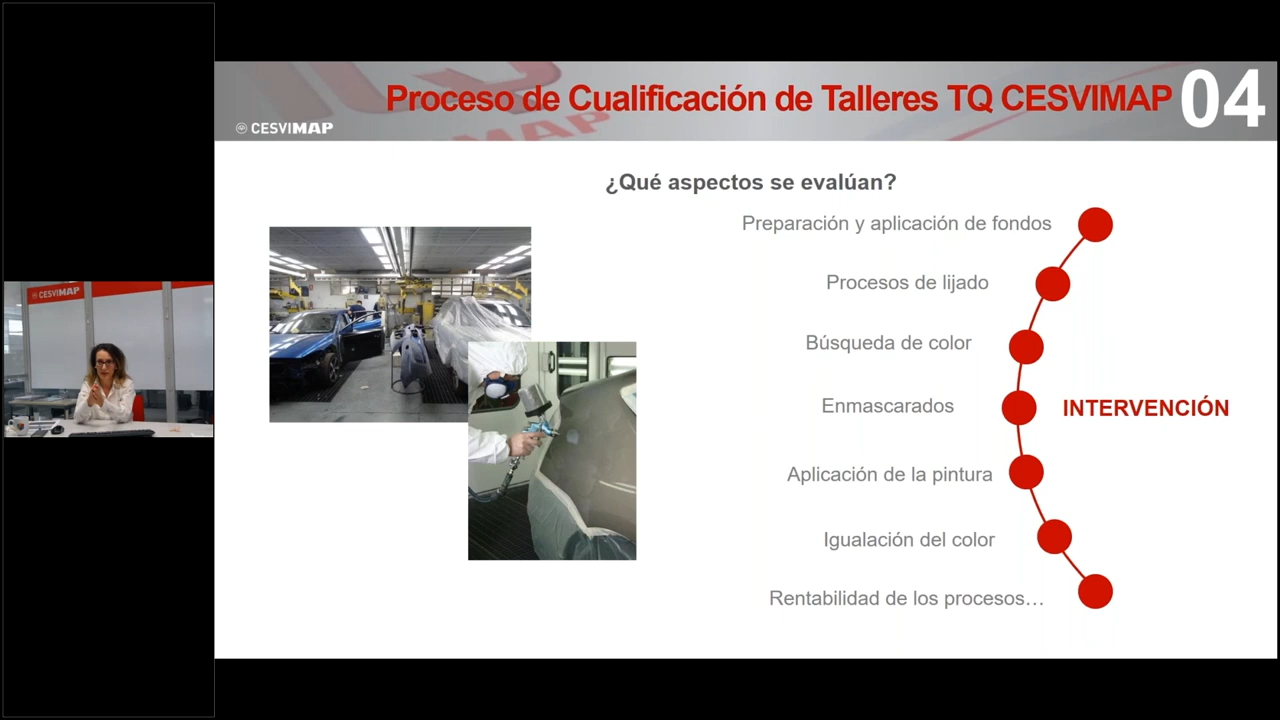 Proceso de Cualificación de Talleres TQ CESVIMAP
04
CESVIMAP
¿Qué aspectos se evalúan?
Preparación y aplicación de fondos
Procesos de lijado
Búsqueda de color
Enmascarados
INTERVENCIÓN
Aplicación de la pintura
Igualación del color
Rentabilidad de los procesos…
CESVIMAP